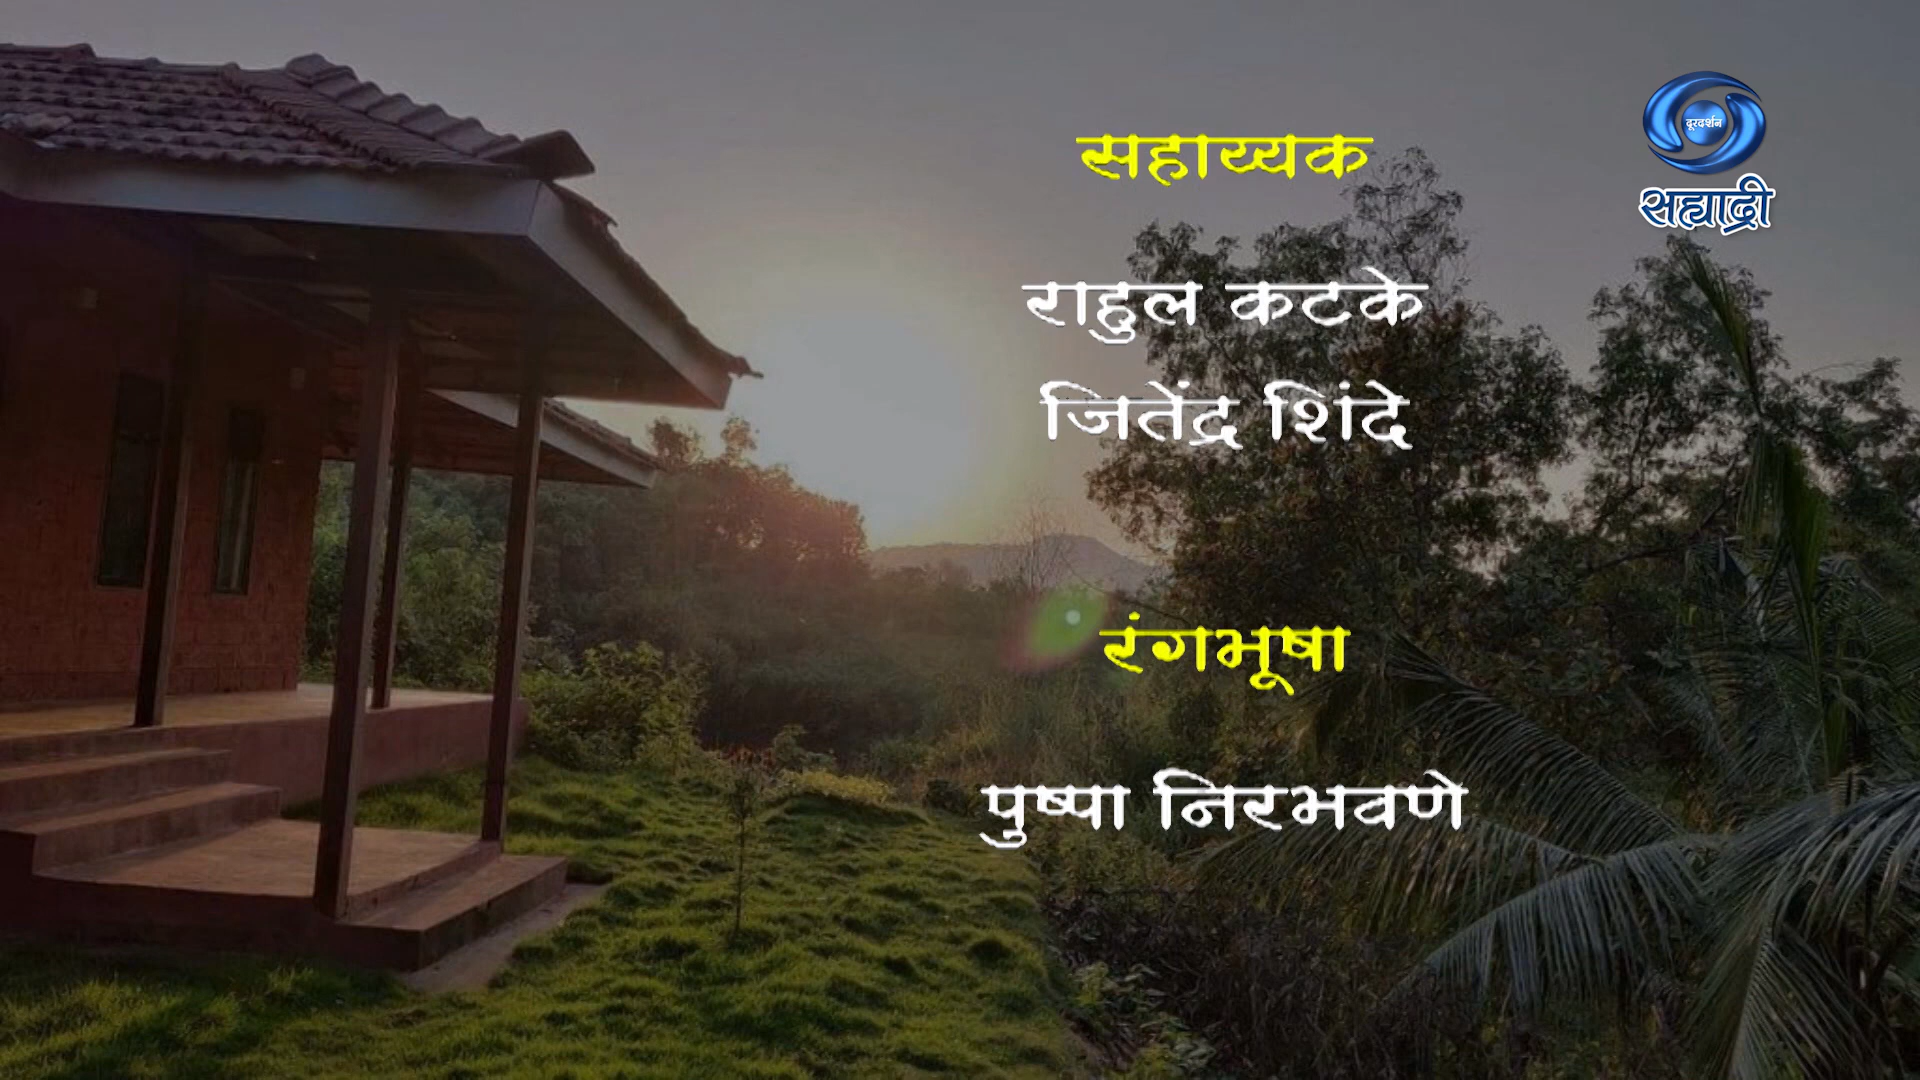 सहाय्यक
दूरदर्शन
सह्याद्री
राहुल कटके
जितेंद्र शिंदे
रंगभूषा
पुष्पा निरभवणे